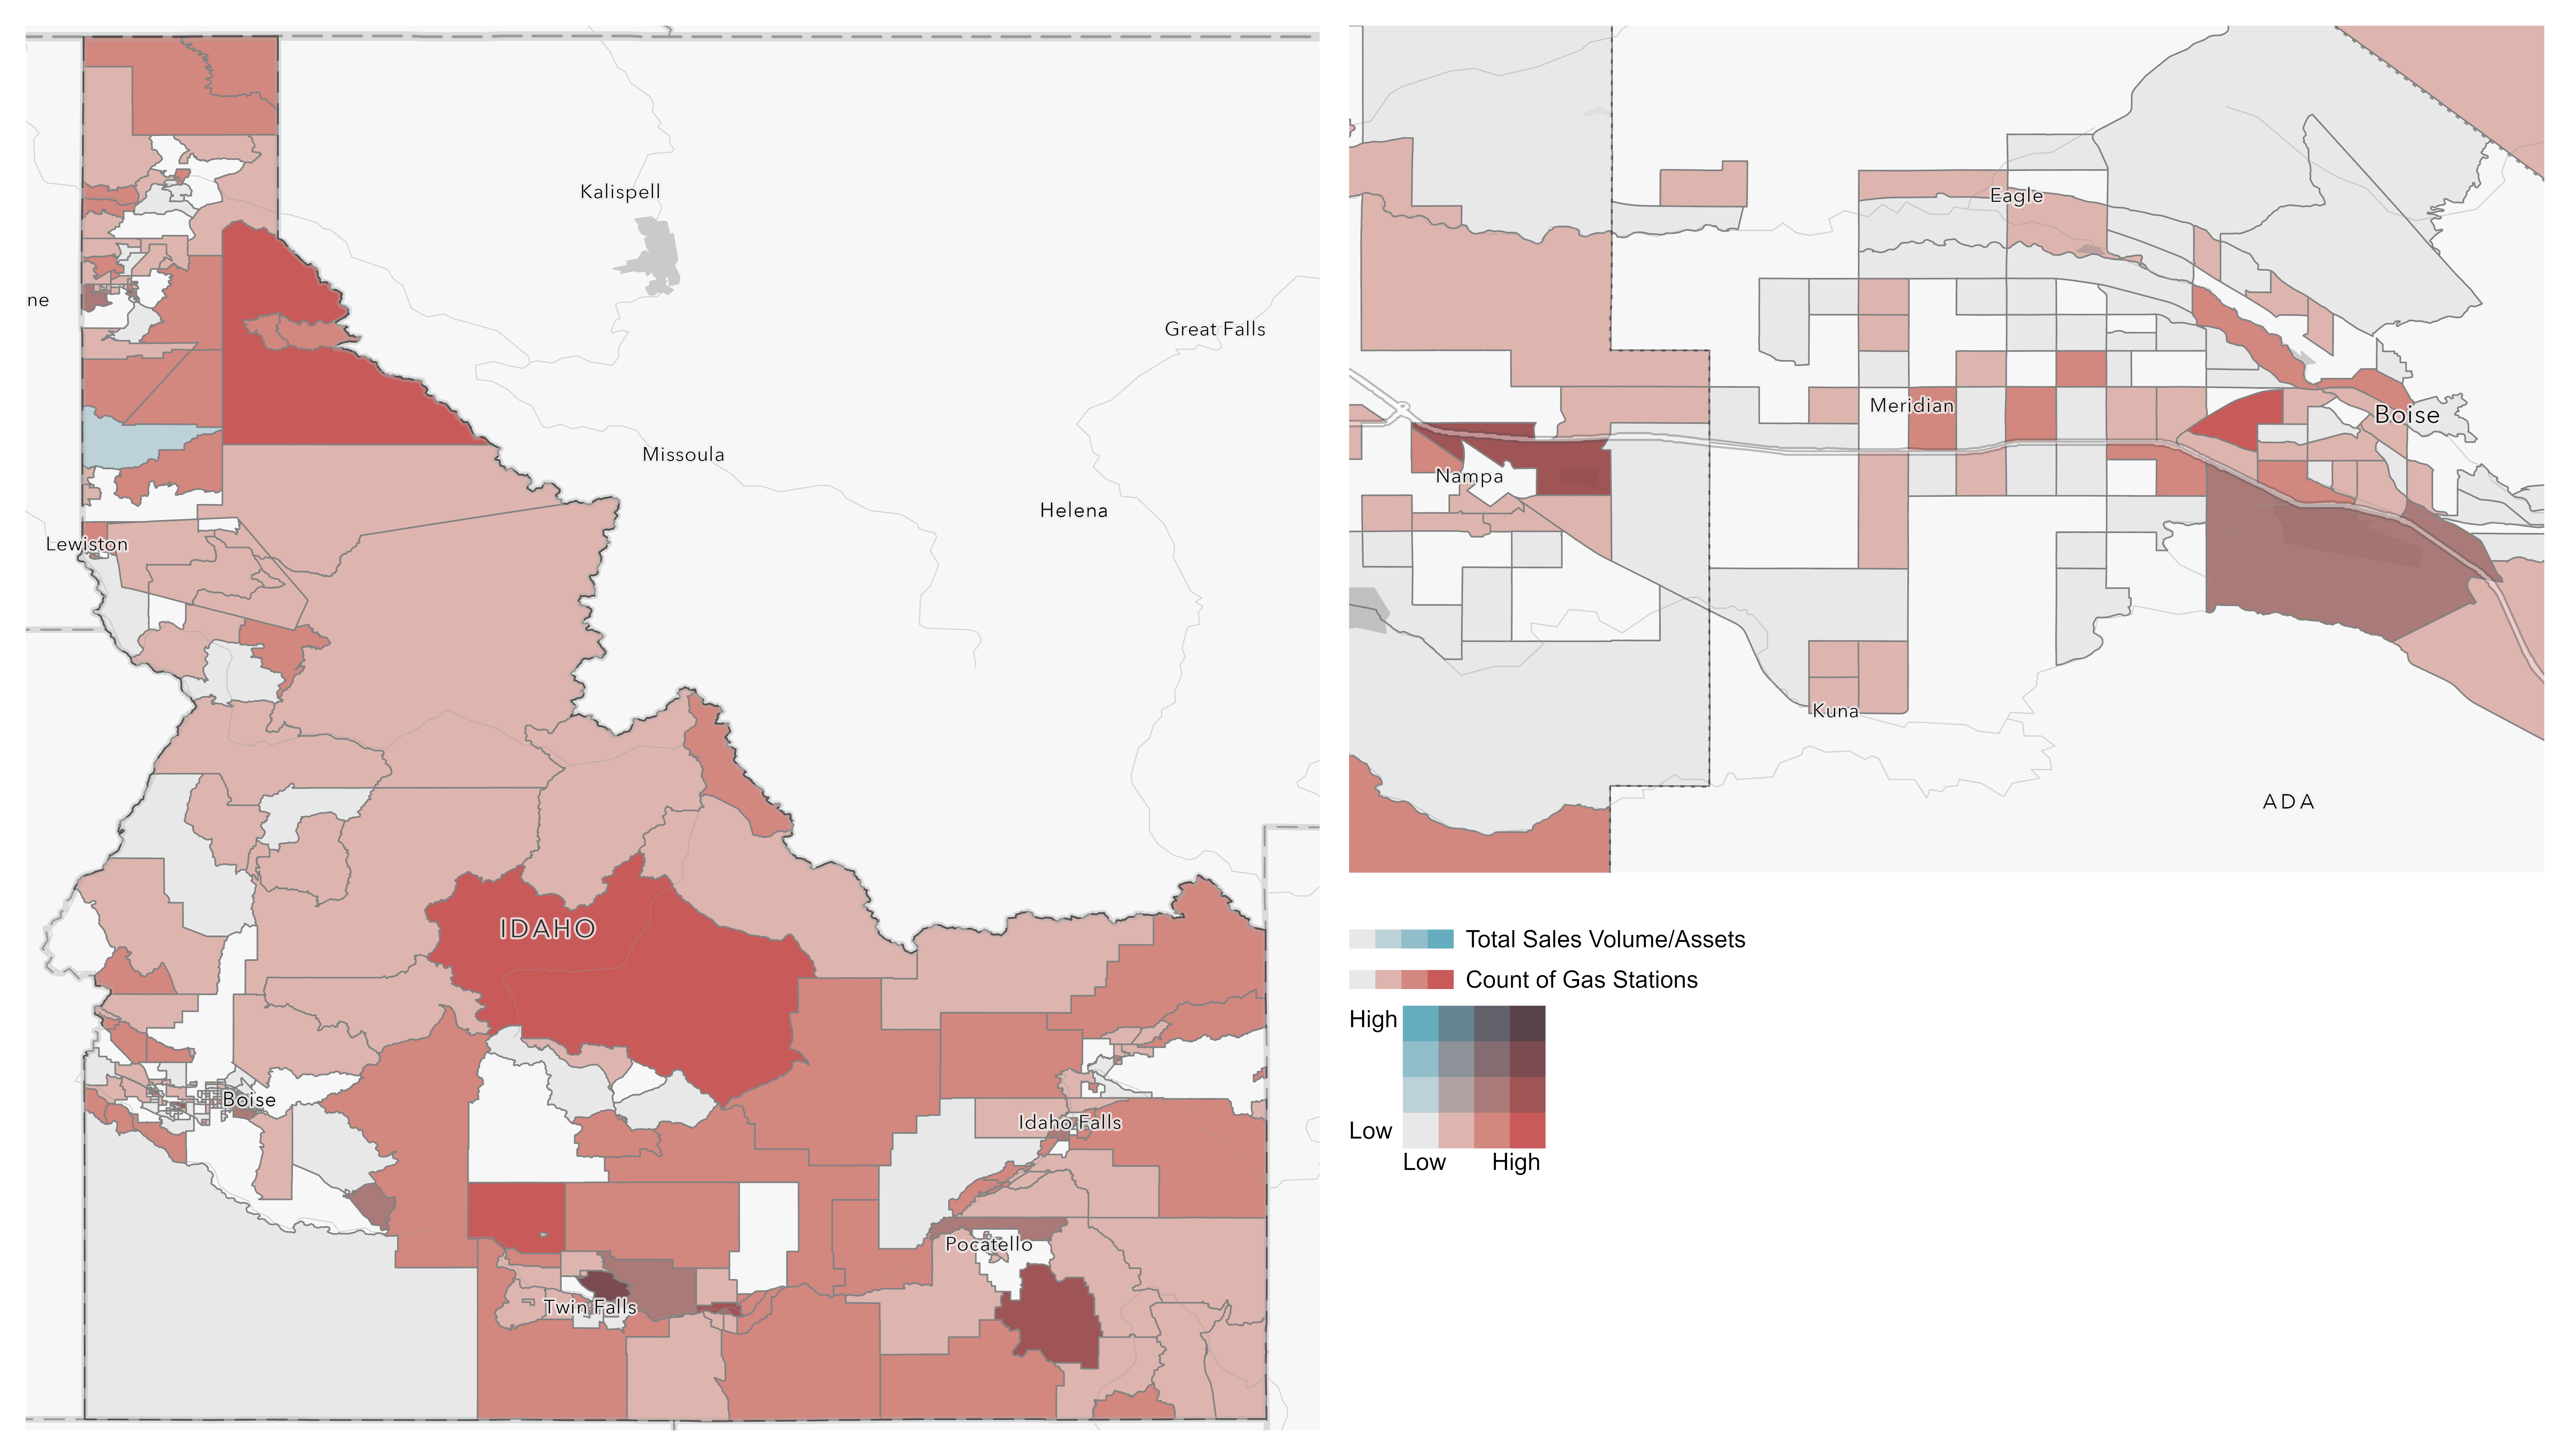 Kalispell
ne
Great Falls
Missoula
Helena
Lewiston
IDAHO
Boise
Idaho Falls
Pocatello
Twin Falls
Eagle
Meridian
Boise
Nampa
Kuna
ADA
Total Sales Volume/Assets
Count of Gas Stations
High
Low
Low High